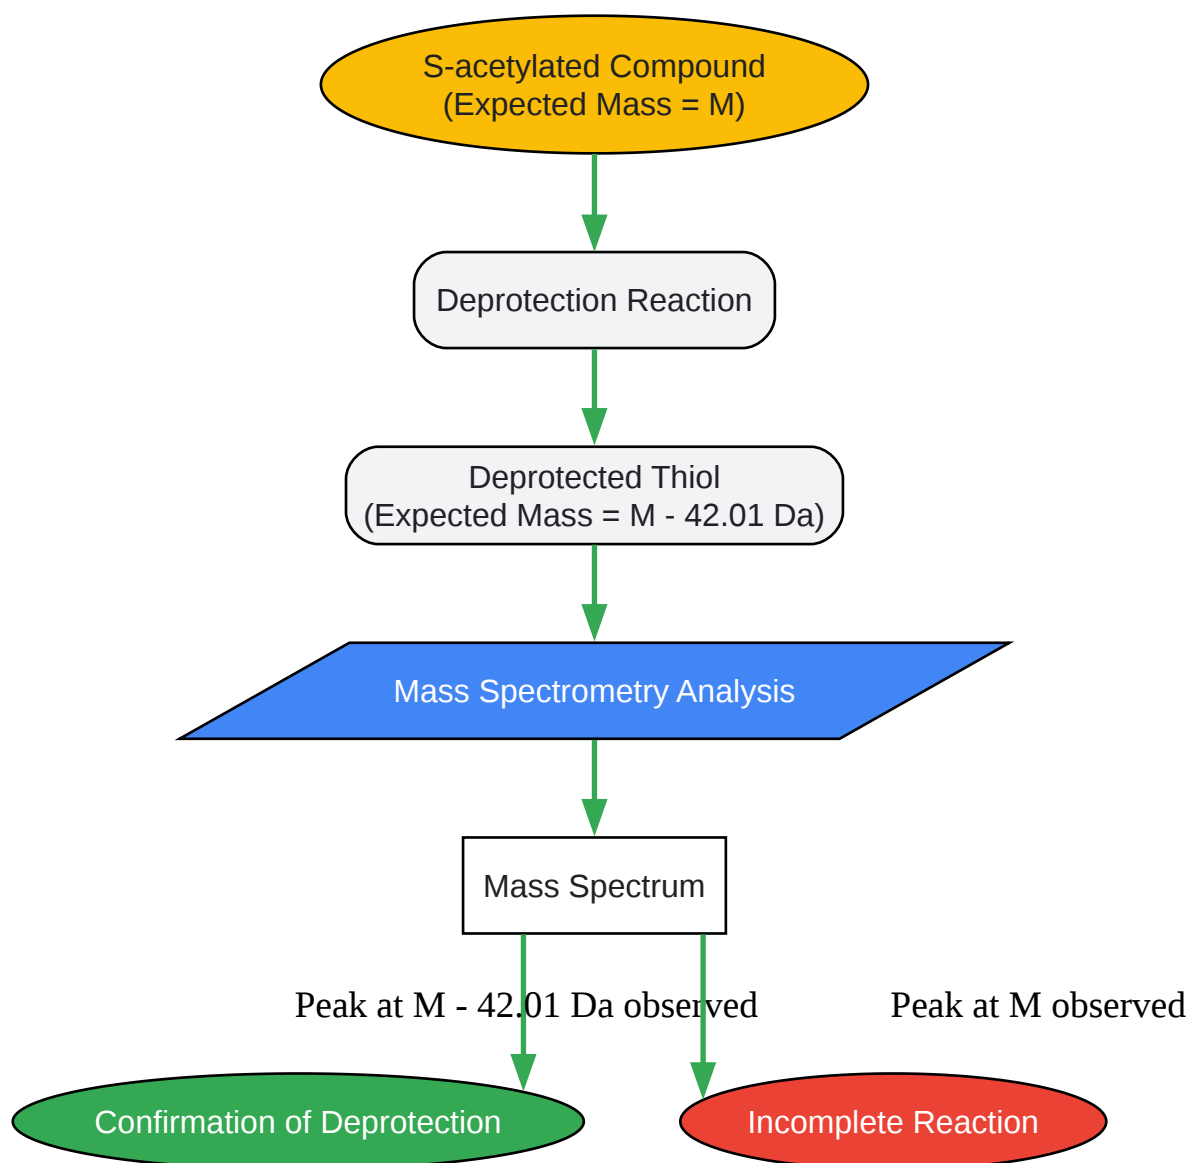 S-acetylated Compound
(Expected Mass = M)
Deprotection Reaction
Deprotected Thiol
(Expected Mass = M - 42.01 Da)
Mass Spectrometry Analysis
Mass Spectrum
Peak at M - 42.01 Da observed
Peak at M observed
Confirmation of Deprotection
Incomplete Reaction